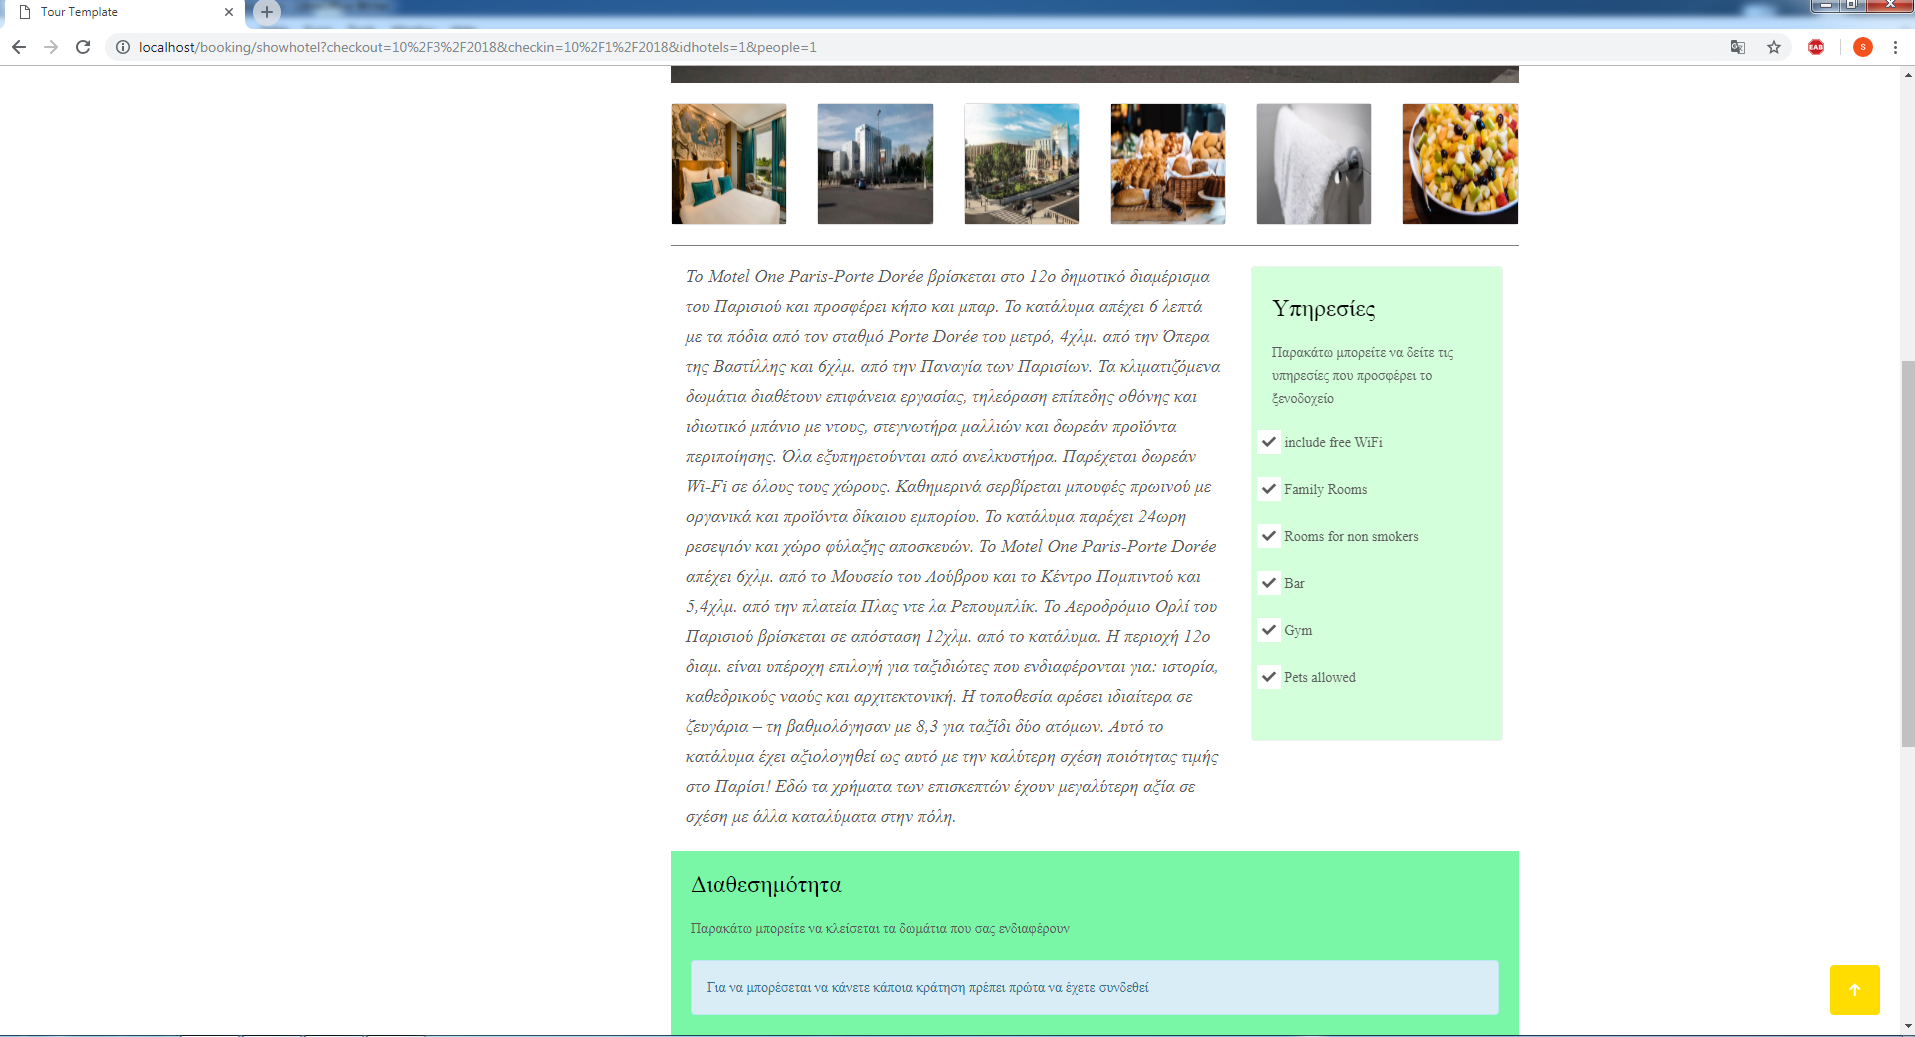 Tour Template
localhost/booking/showhotel?checkout=10%2F3%2F2018&checkin=10%2F1%2F2018&idhotels=1&people=1
EAB
S
Το Motel One Paris-Porte Dorée βρίσκεται στο 12ο δημοτικό διαμέρισμα
του Παρισιού και προσφέρει κήπο και μπαρ. Το κατάλυμα απέχει 6 λεπτά
με τα πόδια από τον σταθμό Porte Dorée του μετρό, 4χλμ. από την Όπερα
της Βαστίλλης και 6χλμ. από την Παναγία των Παρισίων. Τα κλιματιζόμενα
δωμάτια διαθέτουν επιφάνεια εργασίας, τηλεόραση επίπεδης οθόνης και
ιδιωτικό μπάνιο με ντους, στεγνωτήρα μαλλιών και δωρεάν προϊόντα
περιποίησης. Όλα εξυπηρετούνται από ανελκυστήρα. Παρέχεται δωρεάν
Wi-Fi σε όλους τους χώρους. Καθημερινά σερβίρεται μπουφές πρωινού με
οργανικά και προϊόντα δίκαιου εμπορίου. Το κατάλυμα παρέχει 24ωρη
ρεσεψιόν και χώρο φύλαξης αποσκευών. Το Motel One Paris-Porte Dorée
απέχει 6χλμ. από το Μουσείο του Λούβρου και το Κέντρο Πομπιντού και
5,4χλμ. από την πλατεία Πλας ντε λα Ρεπουμπλίκ. Το Αεροδρόμιο Ορλί του
Παρισιού βρίσκεται σε απόσταση 12χλμ. από το κατάλυμα. Η περιοχή 12ο
διαμ. είναι υπέροχη επιλογή για ταξιδιώτες που ενδιαφέρονται για: ιστορία,
καθεδρικούς ναούς και αρχιτεκτονική. Η τοποθεσία αρέσει ιδιαίτερα σε
ζευγάρια – τη βαθμολόγησαν με 8,3 για ταξίδι δύο ατόμων. Αυτό το
κατάλυμα έχει αξιολογηθεί ως αυτό με την καλύτερη σχέση ποιότητας τιμής
στο Παρίσι! Εδώ τα χρήματα των επισκεπτών έχουν μεγαλύτερη αξία σε
σχέση με άλλα καταλύματα στην πόλη.
Υπηρεσίες
Παρακάτω μπορείτε να δείτε τις
υπηρεσίες που προσφέρει το
ξενοδοχείο
include free WiFi
Family Rooms
Rooms for non smokers
Bar
Gym
Pets allowed
Διαθεσημότητα
Παρακάτω μπορείτε να κλείσεται τα δωμάτια που σας ενδιαφέρουν
Για να μπορέσεται να κάνετε κάποια κράτηση πρέπει πρώτα να έχετε συνδεθεί